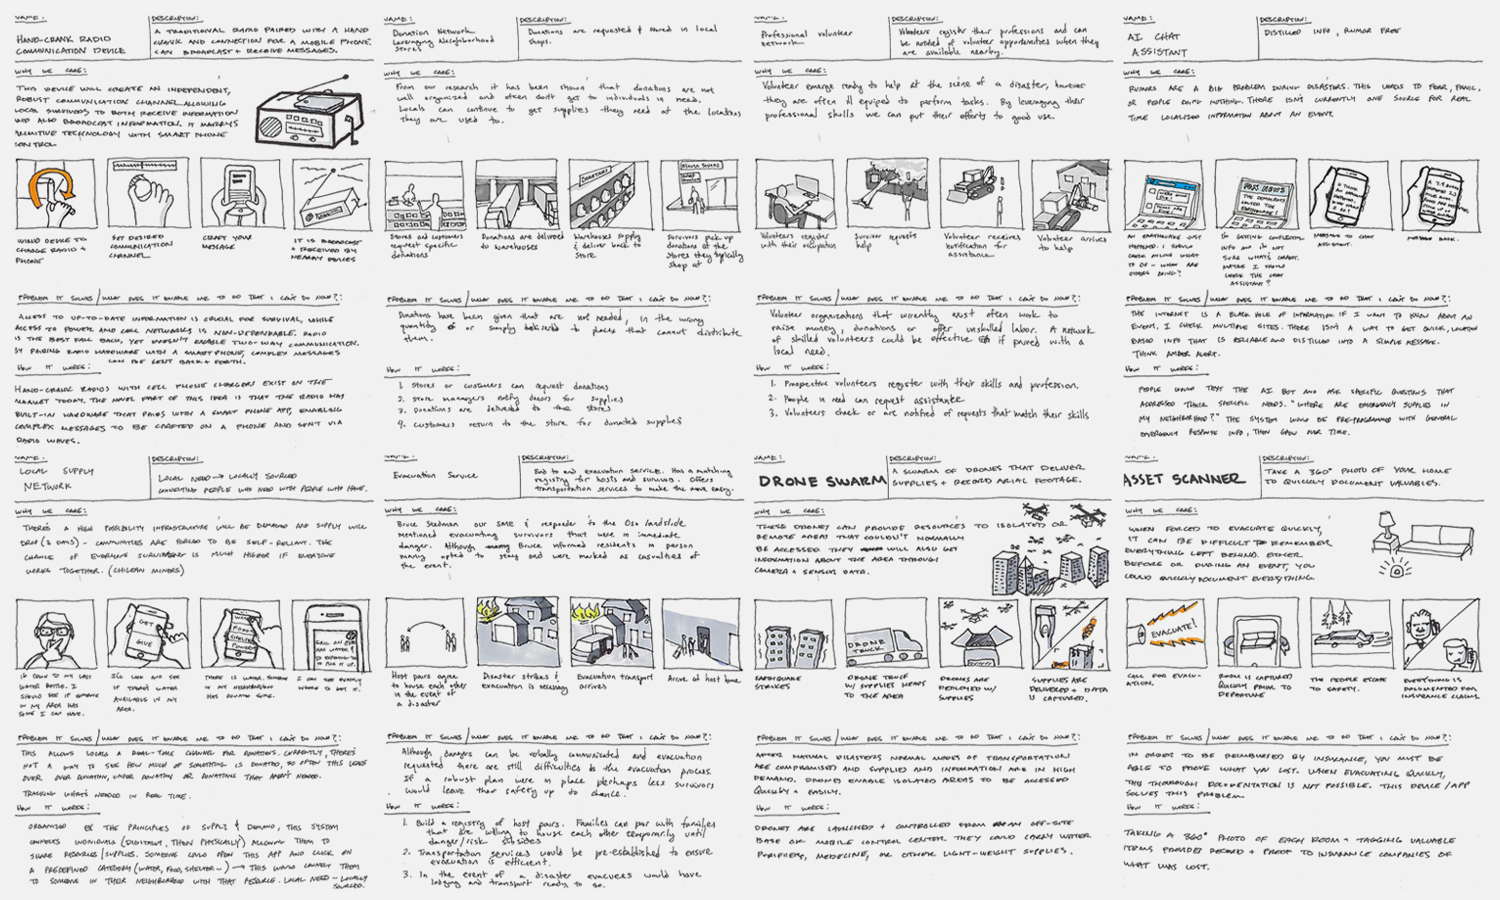 NAME:
HAND-CRANK RADIO
COMMUNICATION DEVICE
DESCRIPTION:
A TRADITIONAL RADIO PAIRED WITH A HAND
CRANK AND CONNECTION FOR A MOBILE PHONE.
CAN BROADCAST + RECEIVE MESSAGES.
WHY WE CARE:
THIS DEVICE WILL CREATE AN INDEPENDENT,
ROBUST COMMUNICATION CHANNEL ALLOWING
LOCAL SURVIVORS TO BOTH RECEIVE INFORMATION
AND ALSO BROADCAST INFORMATION. IT MARRYS
PRIMITIVE TECHNOLOGY WITH SMART PHONE
CONTROL.
WIND DEVICE TO
CHARGE RADIO +
PHONE
SET DESIRED
COMMUNICATION
CHANNEL
CRAFT YOUR
MESSAGE
IT IS BROADCAST
+ RECEIVED BY
NEARBY DEVICES
PROBLEM IT SOLVES/WHAT DOES IT ENABLE ME TO DO THAT I CAN'T DO NOW?:
ACCESS TO UP-TO-DATE INFORMATION IS CRUCIAL FOR SURVIVAL, WHILE
ACCESS TO POWER AND CELL NETWORKS IS NON-DEPENDABLE. RADIO
IS THE BEST FALL BACK, YET DOESN'T ENABLE TWO-WAY COMMUNICATION.
BY PAIRING RADIO HARDWARE WITH A SMARTPHONE, COMPLEX MESSAGES
CAN BE SENT BACK + FORTH.
HOW IT WORKS:
HAND-CRANK RADIOS WITH CELL PHONE CHARGERS EXIST ON THE
MARKET TODAY. THE NOVEL PART OF THIS IDEA IS THAT THE RADIO HAS
BUILT-IN HARDWARE THAT PAIRS WITH A SMART PHONE APP, ENABLING
COMPLEX MESSAGES TO BE CRAFTED ON A PHONE AND SENT VIA
RADIO WAVES.
NAME:
Donation Network
Leveraging Neighborhood
Stores
DESCRIPTION:
Donations are requested & stored in local
shops.
WHY WE CARE:
From our research it has been shown that donations are not
well organized and often don't get to individuals in need.
Locals can continue to get supplies they need at the locations
they are used to.
DONATIONS
Stores and customers
request specific
donations
Donations are delivered
to warehouses
Warehouses supply
& deliver back to
store
Survivors pick up
donations at the
stores they typically
shop at
PROBLEM IT SOLVES/WHAT DOES IT ENABLE ME TO DO THAT I CAN'T DO NOW?:
Donations have been given that are not needed, in the wrong
quantity or simply delivered to places that cannot distribute
them.
HOW IT WORKS:
1. Stores or customers can request donations
2. Store managers notify donors for supplies
3. Donations are delivered to the stores
4. Customers return to the store for donated supplies
NAME:
Professional volunteer
network
DESCRIPTION:
Volunteers register their professions and can
be notified of volunteer opportunities when they
are available nearby.
WHY WE CARE:
Volunteer emerge ready to help at the scene of a disaster, however
they are often ill equiped to perform tasks. By leveraging their
professional skills we can put their efforts to good use.
Volunteers register
with their occupation
Survivor requests
help
Volunteer receives
notification for
assistance
Volunteer arrives
to help
PROBLEM IT SOLVES/WHAT DOES IT ENABLE ME TO DO THAT I CAN'T DO NOW?:
Volunteer organizations that currently exist often work to
raise money, donations or offer unskilled labor. A network
of skilled volunteers could be effective if paired with a
local need.
HOW IT WORKS:
1. Prospective volunteers register with their skills and profession.
2. People in need can request assistance
3. Volunteers check or are notified of requests that match their skills
NAME:
AI CHAT
ASSISTANT
DESCRIPTION:
DISTILLED INFO, RUMOR FREE
WHY WE CARE:
RUMORS ARE A BIG PROBLEM DURING DISASTERS. THIS LEADS TO FEAR, PANIC,
OR PEOPLE DOING NOTHING. THERE ISN'T CURRENTLY ONE SOURCE FOR REAL
TIME LOCALIZED INFORMATION ABOUT AN EVENT.
AN EARTHQUAKE JUST
HAPPENED. I SHOULD
CHECK ONLINE WHAT
TO DO - WHAT ARE
OTHERS DOING?
I'M GETTING CONFLICTING
INFO AND I'M NOT
SURE WHAT'S CORRECT.
MAYBE I SHOULD
CHECK THE CHAT
ASSISTANT?
MESSAGE TO CHAT
ASSISTANT.
MESSAGE BACK.
PROBLEM IT SOLVES/WHAT DOES IT ENABLE ME TO DO THAT I CAN'T DO NOW?:
THE INTERNET IS A BLACK HOLE OF INFORMATION IF I WANT TO KNOW ABOUT AN
EVENT, I CHECK MULTIPLE SITES. THERE ISN'T A WAY TO GET QUICK, LOCATION
BASED INFO THAT IS RELIABLE AND DISTILLED INTO A SIMPLE MESSAGE.
THINK AMBER ALERT.
HOW IT WORKS:
PEOPLE WOULD TEXT THE AI BOT AND ASK SPECIFIC QUESTIONS THAT
ADDRESSED THEIR SPECIFIC NEEDS. "WHERE ARE EMERGENCY SUPPLIES IN
MY NEIGHBORHOOD?" THE SYSTEM WOULD BE PRE-PROGRAMMED WITH GENERAL
EMERGENCY RESPONSE INFO, THEN GROW OVER TIME.
NAME:
LOCAL SUPPLY
NETWORK
DESCRIPTION:
LOCAL NEED → LOCALLY SOURCED
CONNECTING PEOPLE WHO NEED WITH PEOPLE WHO HAVE.
WHY WE CARE:
THERE'S A HIGH POSSIBILITY INFRASTRUCTURE WILL BE DAMAGED AND SUPPLY WILL
DROP (3 DAYS) - COMMUNITIES ARE FORCED TO BE SELF-RELIANT. THE
CHANCE OF EVERYONE SURVIVING IS MUCH HIGHER IF EVERYONE
WORKS TOGETHER. (CHILEAN MINERS)
GET
GIVE
WATER
FOOD
SHELTER
POWER
I'M DOWN TO MY LAST
WATER BOTTLE. I
SHOULD SEE IF ANYONE
IN MY AREA HAS
SOME I CAN HAVE.
I'LL LOOK AND SEE
IF THERE'S WATER
AVAILABLE IN MY
AREA.
THERE IS WATER. SOMEONE
IN MY NEIGHBORHOOD
HAS DONATED SOME.
I CAN SEE EXACTLY
WHERE TO GET IT.
PROBLEM IT SOLVES/WHAT DOES IT ENABLE ME TO DO THAT I CAN'T DO NOW?:
THIS ALLOWS LOCALS A REAL-TIME CHANNEL FOR DONATIONS. CURRENTLY, THERE'S
NOT A WAY TO SEE HOW MUCH OF SOMETHING IS DONATED, SO OFTEN THIS LEADS
OVER OVER DONATION, UNDER DONATION OR DONATIONS THAT AREN'T NEEDED.
TRACKING WHAT'S NEEDED IN REAL TIME.
HOW IT WORKS:
ORGANIZED BY THE PRINCIPLES OF SUPPLY & DEMAND, THIS SYSTEM
CONNECTS INDIVIDUALS (DIGITALLY, THEN PHYSICALLY) ALLOWING THEM TO
SHARE RESOURCES/SUPPLIES. SOMEONE COULD OPEN THIS APP AND CLICK ON
A PREDEFINED CATEGORY (WATER, FOOD, SHELTER-) → THIS WOULD CONNECT THEM
TO SOMEONE IN THEIR NEIGHBORHOOD WITH THAT RESOURCE. LOCAL NEED - LOCALLY
SOURCED.
NAME:
Evacuation Service
DESCRIPTION:
End to end evacuation service. Has a matching
registry for hosts and survivors. Offers
transportation services to make the move easy.
WHY WE CARE:
Bruce Stedman our SME & responder to the Oso landslide
mentioned evacuating survivors that were in immediate
danger. Although Bruce informed residents in person
many opted to stay and were marked as casualties of
the event.
Host pairs agree
to house each other
in the event of
a disaster
Disaster strikes &
evacuation is necessary
Evacuation transport
arrives
Arrive at host home
PROBLEM IT SOLVES/WHAT DOES IT ENABLE ME TO DO THAT I CAN'T DO NOW?:
Although dangers can be verbally communicated and evacuation
requested there are still difficulties to the evacuation process.
If a robust plan were in place perhaps less survivors
would leave their safety up to chance.
HOW IT WORKS:
1. Build a registry of host pairs. Families can pair with families
that are willing to house each other temporarily until
danger/risk subsides
2. Transportation services would be pre-established to ensure
evacuation is efficient.
3. In the event of a disaster evacuees would have
lodging and transport ready to go.
NAME:
DRONE SWARM
DESCRIPTION:
A SWARM OF DRONES THAT DELIVER
SUPPLIES + RECORD ARIAL FOOTAGE.
WHY WE CARE:
THESE DRONES CAN PROVIDE RESOURCES TO ISOLATED OR
REMOTE AREAS THAT COULDN'T NORMALLY
BE ACCESSED. THEY WILL ALSO GET
INFORMATION ABOUT THE AREA THROUGH
CAMERA + SENSOR DATA.
DRONE
TRUCK
EARTHQUAKE
STRIKES
DRONE TRUCK
W/ SUPPLIES HEADS
TO THE AREA
DRONES ARE
DEPLOYED W/
SUPPLIES
SUPPLIES ARE
DELIVERED + DATA
IS CAPTURED.
PROBLEM IT SOLVES/WHAT DOES IT ENABLE ME TO DO THAT I CAN'T DO NOW?:
AFTER NATURAL DISASTERS NORMAL MODES OF TRANSPORTATION
ARE COMPROMISED AND SUPPLIES AND INFORMATION ARE IN HIGH
DEMAND. DRONES ENABLE ISOLATED AREAS TO BE ACCESSED
QUICKLY + EASILY.
HOW IT WORKS:
DRONES ARE LAUNCHED + CONTROLLED FROM AN OFF-SITE
BASE OR MOBILE CONTROL CENTER. THEY COULD CARRY WATER
PURIFIERS, MEDICINE, OR OTHER LIGHT-WEIGHT SUPPLIES.
NAME:
ASSET SCANNER
DESCRIPTION:
TAKE A 360° PHOTO OF YOUR HOME
TO QUICKLY DOCUMENT VALUABLES.
WHY WE CARE:
WHEN FORCED TO EVACUATE QUICKLY,
IT CAN BE DIFFICULT TO REMEMBER
EVERYTHING LEFT BEHIND. EITHER
BEFORE OR DURING AN EVENT, YOU
COULD QUICKLY DOCUMENT EVERYTHING.
EVACUATE!
CALL FOR EVACU-
ATION.
ROOM IS CAPTURED
QUICKLY PRIOR TO
DEPARTURE
THE PEOPLE ESCAPE
TO SAFETY.
EVERYTHING IS
DOCUMENTED FOR
INSURANCE CLAIMS.
PROBLEM IT SOLVES/WHAT DOES IT ENABLE ME TO DO THAT I CAN'T DO NOW?:
IN ORDER TO BE REIMBURSED BY INSURANCE, YOU MUST BE
ABLE TO PROVE WHAT YOU LOST. WHEN EVACUATING QUICKLY,
THIS THOROUGH DOCUMENTATION IS NOT POSSIBLE. THIS DEVICE/APP
SOLVES THIS PROBLEM.
HOW IT WORKS:
TAKING A 360° PHOTO OF EACH ROOM + TAGGING VALUABLE
ITEMS PROVIDES RECORD + PROOF TO INSURANCE COMPANIES OF
WHAT WAS LOST.